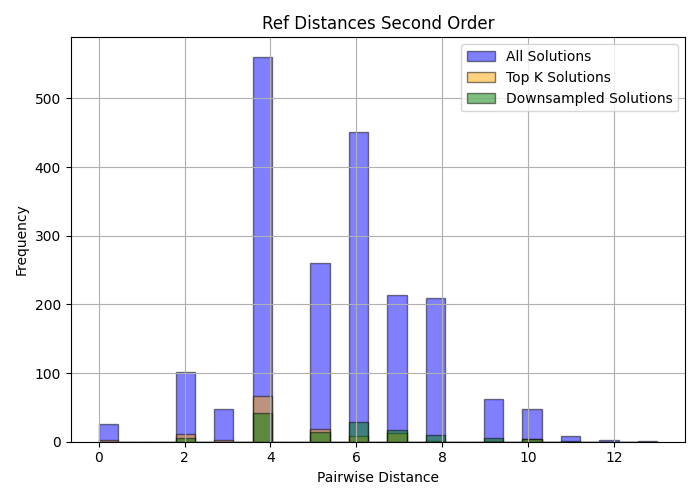 Ref Distances Second Order
All Solutions
Top K Solutions
Downsampled Solutions
Frequency
500
400
300
200
100
0
0 2 4 6 8 10 12
Pairwise Distance